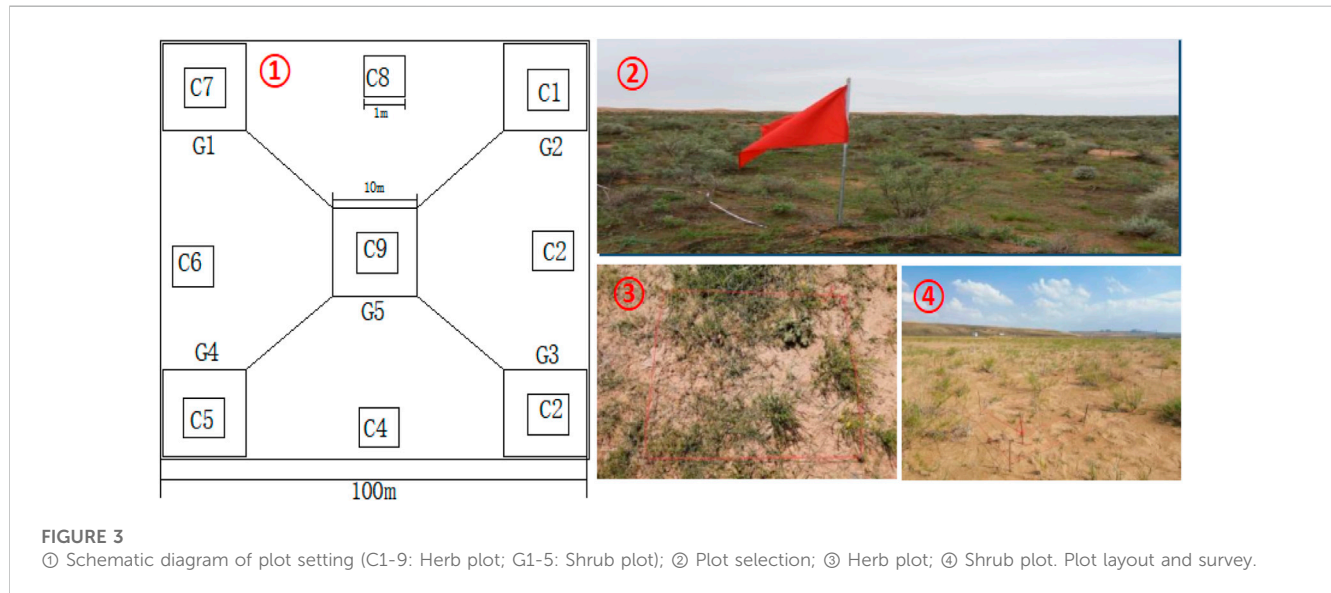 ①
C7
C8
1m
C1
G1
G2
10m
C6
C9
C2
G5
G4
G3
C5
C4
C2
100m
②
③
④
FIGURE 3
① Schematic diagram of plot setting (C1-9: Herb plot; G1-5: Shrub plot); ② Plot selection; ③ Herb plot; ④ Shrub plot. Plot layout and survey.